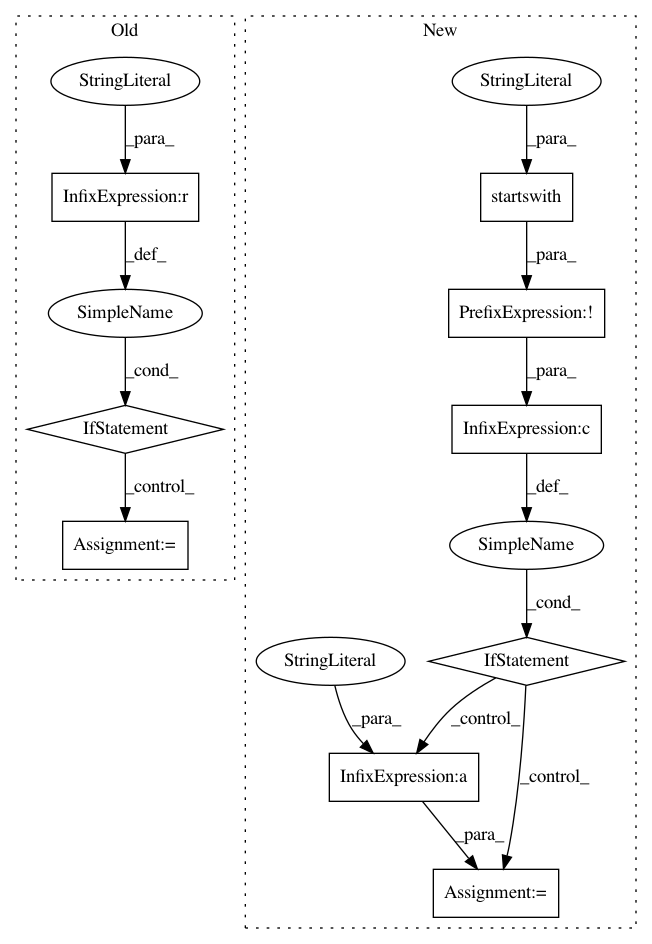 Old
New
StringLiteral
StringLiteral
_para_
_para_
InfixExpression:r
startswith
_def_
_para_
SimpleName
PrefixExpression:!
_cond_
_para_
IfStatement
InfixExpression:c
_control_
_def_
Assignment:=
SimpleName
_cond_
StringLiteral
IfStatement
_para_
_control_
_control_
InfixExpression:a
_para_
Assignment:=